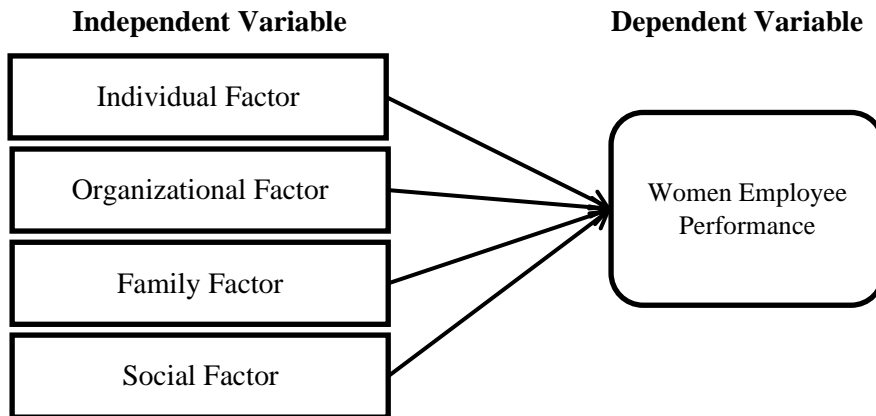 Independent Variable
Dependent Variable
Individual Factor
Organizational Factor
Family Factor
Social Factor
Women Employee
Performance